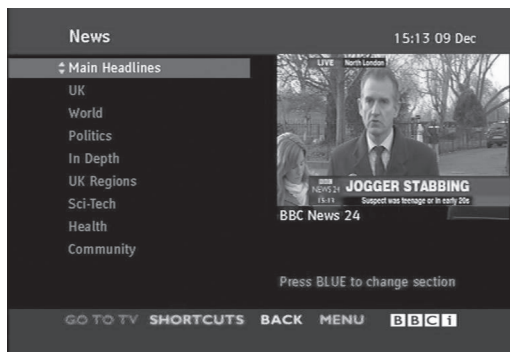 News
15:13 09 Dec
Main Headlines
UK
World
Politics
In Depth
UK Regions
Sci-Tech
Health
Community
LIVE North London
BBC
NEWS 24 JOGGER STABBING
15:13 Suspect was teenage or in early 20s
BBC News 24
Press BLUE to change section
GO TO TV SHORTCUTS BACK MENU BBCi